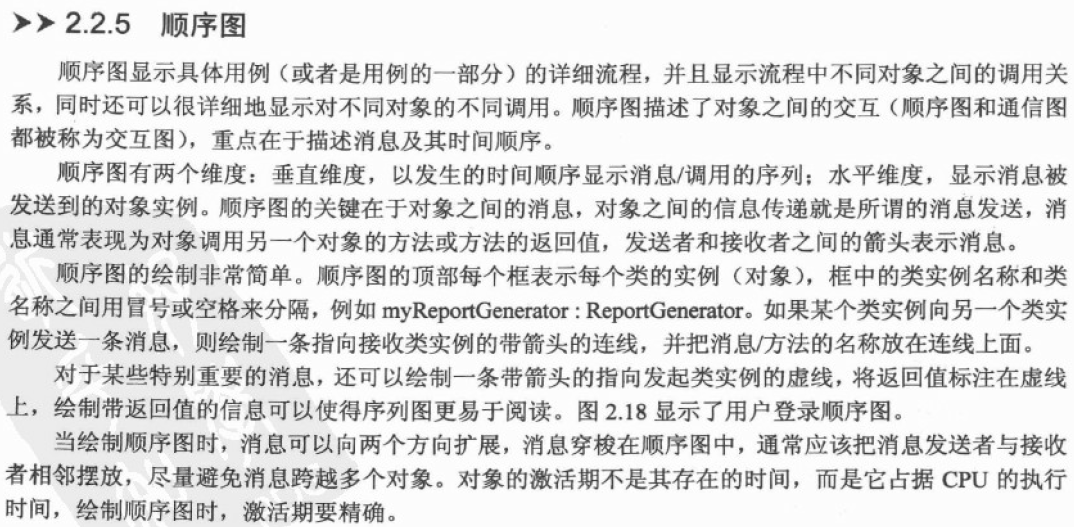 ➤➤ 2.2.5 顺序图
顺序图显示具体用例（或者是用例的一部分）的详细流程，并且显示流程中不同对象之间的调用关
系，同时还可以很详细地显示对不同对象的不同调用。顺序图描述了对象之间的交互（顺序图和通信图
都被称为交互图），重点在于描述消息及其时间顺序。
顺序图有两个维度：垂直维度，以发生的时间顺序显示消息/调用的序列；水平维度，显示消息被
发送到的对象实例。顺序图的关键在于对象之间的消息，对象之间的信息传递就是所谓的消息发送，消
息通常表现为对象调用另一个对象的方法或方法的返回值，发送者和接收者之间的箭头表示消息。
顺序图的绘制非常简单。顺序图的顶部每个框表示每个类的实例（对象），框中的类实例名称和类
名称之间用冒号或空格来分隔，例如 myReportGenerator : ReportGenerator。如果某个类实例向另一个类实
例发送一条消息，则绘制一条指向接收类实例的带箭头的连线，并把消息/方法的名称放在连线上面。
对于某些特别重要的消息，还可以绘制一条带箭头的指向发起类实例的虚线，将返回值标注在虚线
上，绘制带返回值的信息可以使得序列图更易于阅读。图 2.18 显示了用户登录顺序图。
当绘制顺序图时，消息可以向两个方向扩展，消息穿梭在顺序图中，通常应该把消息发送者与接收
者相邻摆放，尽量避免消息跨越多个对象。对象的激活期不是其存在的时间，而是它占据 CPU 的执行
时间，绘制顺序图时，激活期要精确。